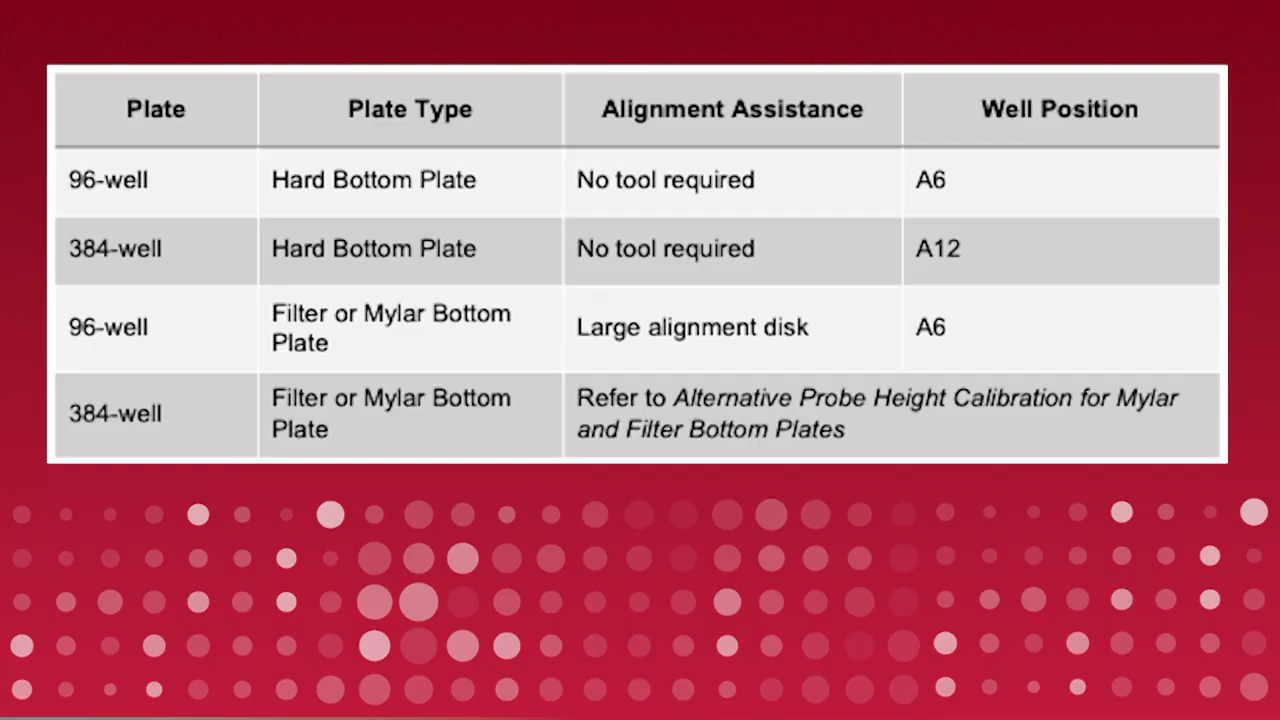 Plate Plate Type Alignment Assistance Well Position
96-well Hard Bottom Plate No tool required A6
384-well Hard Bottom Plate No tool required A12
96-well Filter or Mylar Bottom Plate Large alignment disk A6
384-well Filter or Mylar Bottom Plate Refer to Alternative Probe Height Calibration for Mylar and Filter Bottom Plates